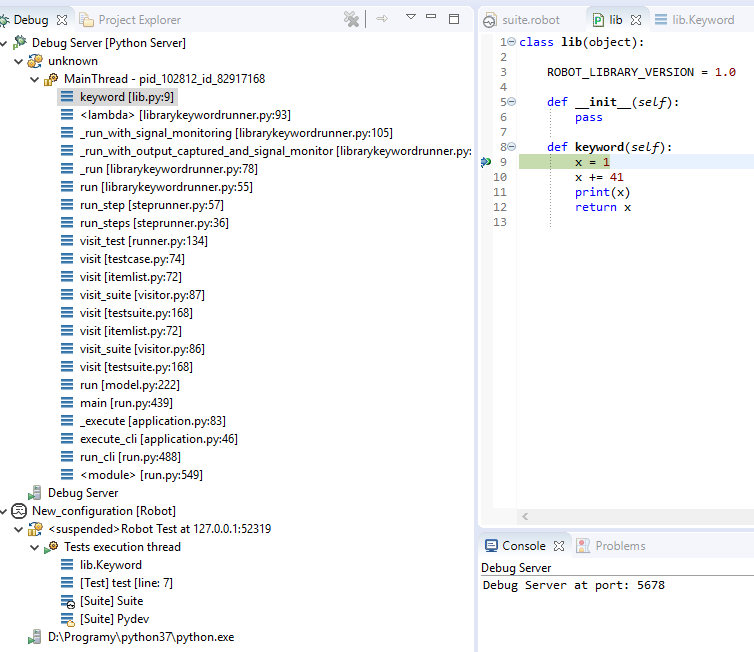 Debug
Project Explorer
Debug Server [Python Server]
unknown
MainThread - pid_102812_id_82917168
keyword [lib.py:9]
<lambda> [librarykeywordrunner.py:93]
_run_with_signal_monitoring [librarykeywordrunner.py:105]
_run_with_output_captured_and_signal_monitor [librarykeywordrunner.py:
_run [librarykeywordrunner.py:78]
run [librarykeywordrunner.py:55]
run_step [steprunner.py:57]
run_steps [steprunner.py:36]
visit_test [runner.py:134]
visit [testcase.py:74]
visit [itemlist.py:72]
visit_suite [visitor.py:87]
visit [testsuite.py:168]
visit [itemlist.py:72]
visit_suite [visitor.py:86]
visit [testsuite.py:168]
run [model.py:222]
main [run.py:439]
_execute [application.py:83]
execute_cli [application.py:46]
run_cli [run.py:488]
<module> [run.py:549]
Debug Server
New_configuration [Robot]
<suspended>Robot Test at 127.0.0.1:52319
Tests execution thread
lib.Keyword
[Test] test [line: 7]
[Suite] Suite
[Suite] Pydev
D:\Programy\python37\python.exe
suite.robot
lib
lib.Keyword
1 class lib(object):
2
3 ROBOT_LIBRARY_VERSION = 1.0
4
5 def __init__(self):
6 pass
7
8 def keyword(self):
9 x = 1
10 x += 41
11 print(x)
12 return x
13
Console
Problems
Debug Server
Debug Server at port: 5678